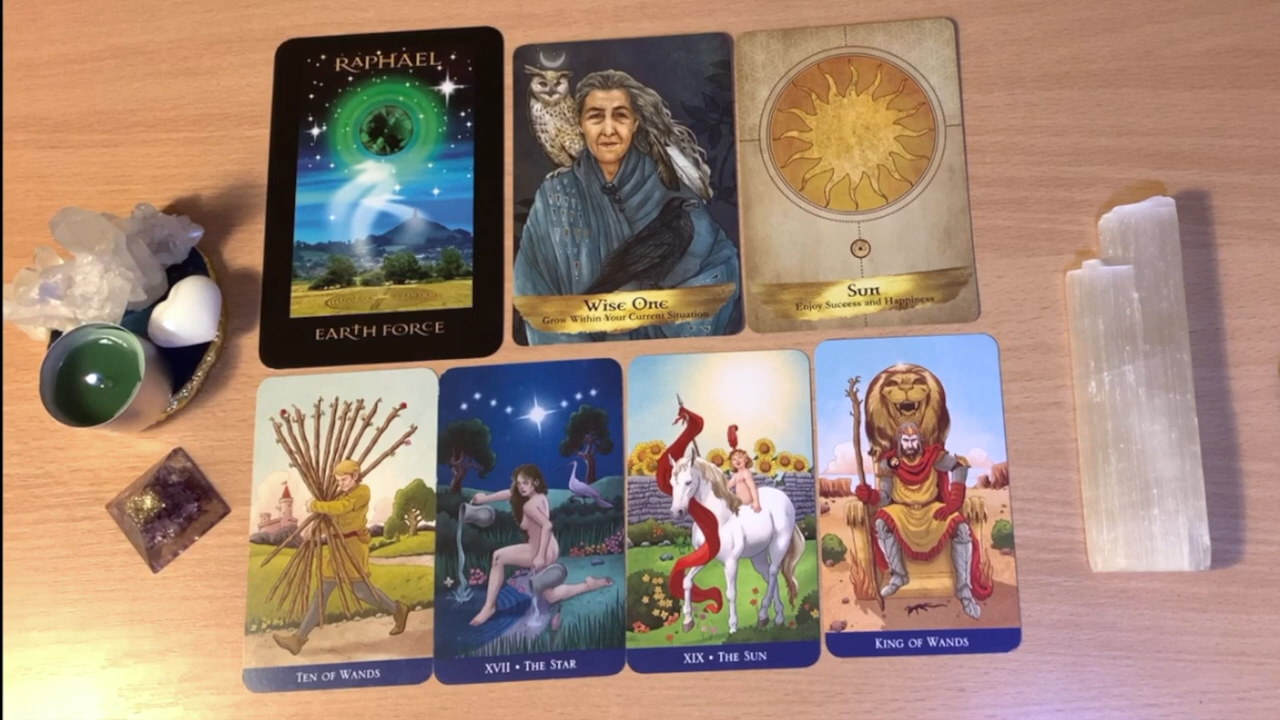 RAPHAEL
EARTH FORCE
Wise One
Grow Within Your Current Situation
Sun
Enjoy Success and Happiness
TEN OF WANDS
XVII • THE STAR
XIX • THE SUN
KING OF WANDS